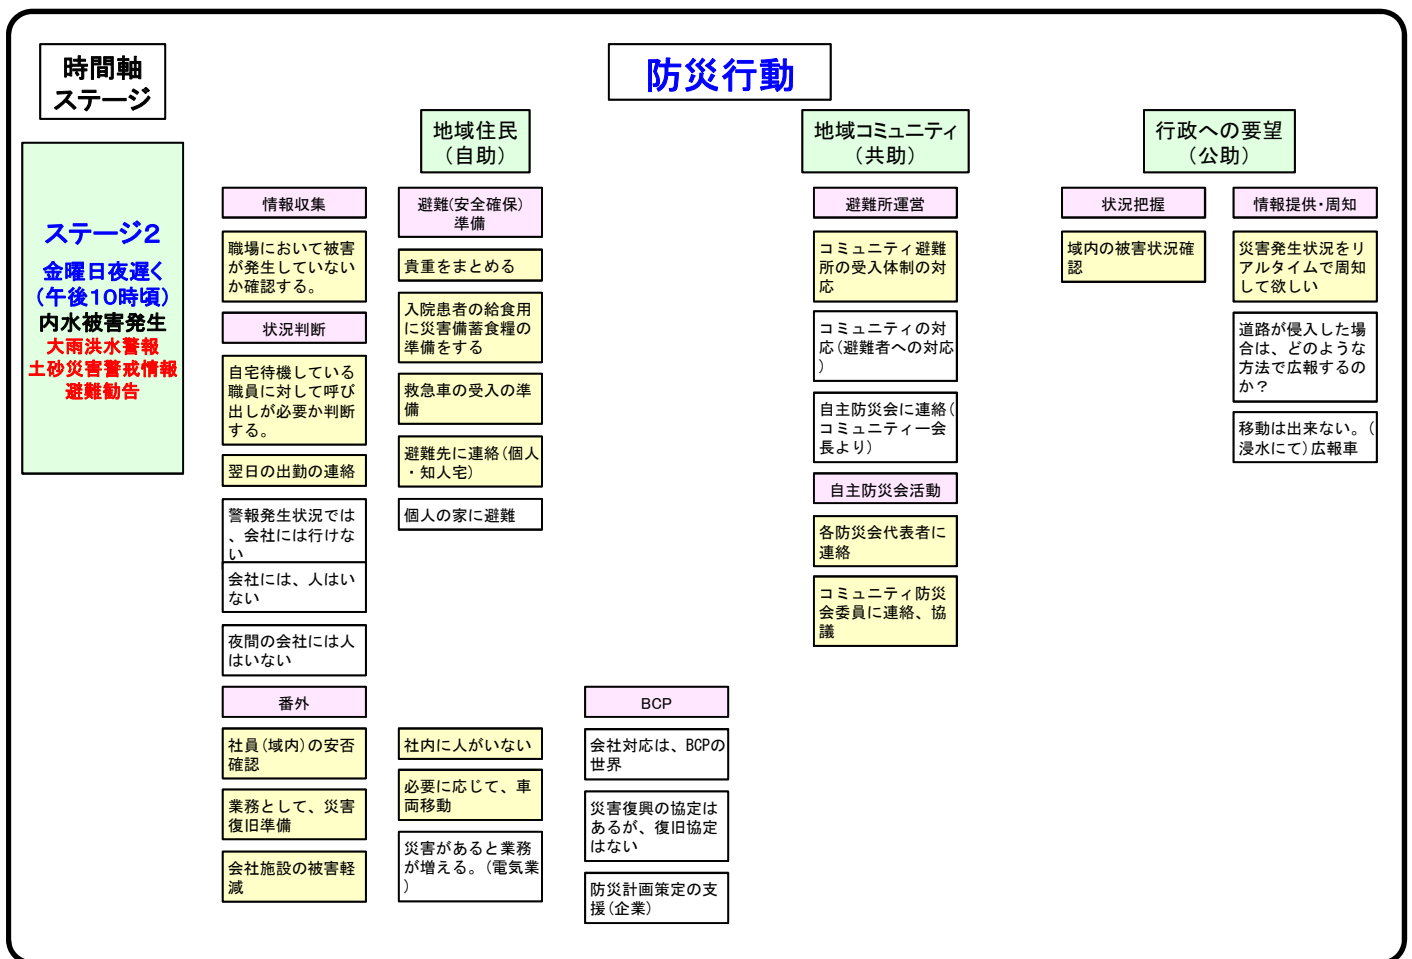 時間軸
ステージ
防災行動
地域住民
（自助）
地域コミュニティ
（共助）
行政への要望
（公助）
ステージ２
金曜日夜遅く
（午後１０時頃）
内水被害発生
大雨洪水警報
土砂災害警戒情報
避難勧告
情報収集
職場において被害
が発生していない
か確認する。
状況判断
自宅待機している
職員に対して呼び
出しが必要か判断
する。
翌日の出勤の連絡
警報発生状況では
、会社には行けな
い
会社には、人はい
ない
夜間の会社には人
はいない
番外
社員(域内)の安否
確認
業務として、災害
復旧準備
会社施設の被害軽
減
避難(安全確保)
準備
貴重をまとめる
入院患者の給食用
に災害備蓄食糧の
準備をする
救急車の受入の準
備
避難先に連絡(個人
・知人宅)
個人の家に避難
社内に人がいない
必要に応じて、車
両移動
災害があると業務
が増える。(電気業
)
BCP
会社対応は、BCPの
世界
災害復興の協定は
あるが、復旧協定
はない
防災計画策定の支
援(企業)
避難所運営
コミュニティ避難
所の受入体制の対
応
コミュニティの対
応(避難者への対応
)
自主防災会に連絡(
コミュニティー会
長より)
自主防災会活動
各防災会代表者に
連絡
コミュニティ防災
会委員に連絡、協
議
状況把握
域内の被害状況確
認
情報提供・周知
災害発生状況をリ
アルタイムで周知
して欲しい
道路が侵入した場
合は、どのような
方法で広報するの
か？
移動は出来ない。(
浸水にて)広報車